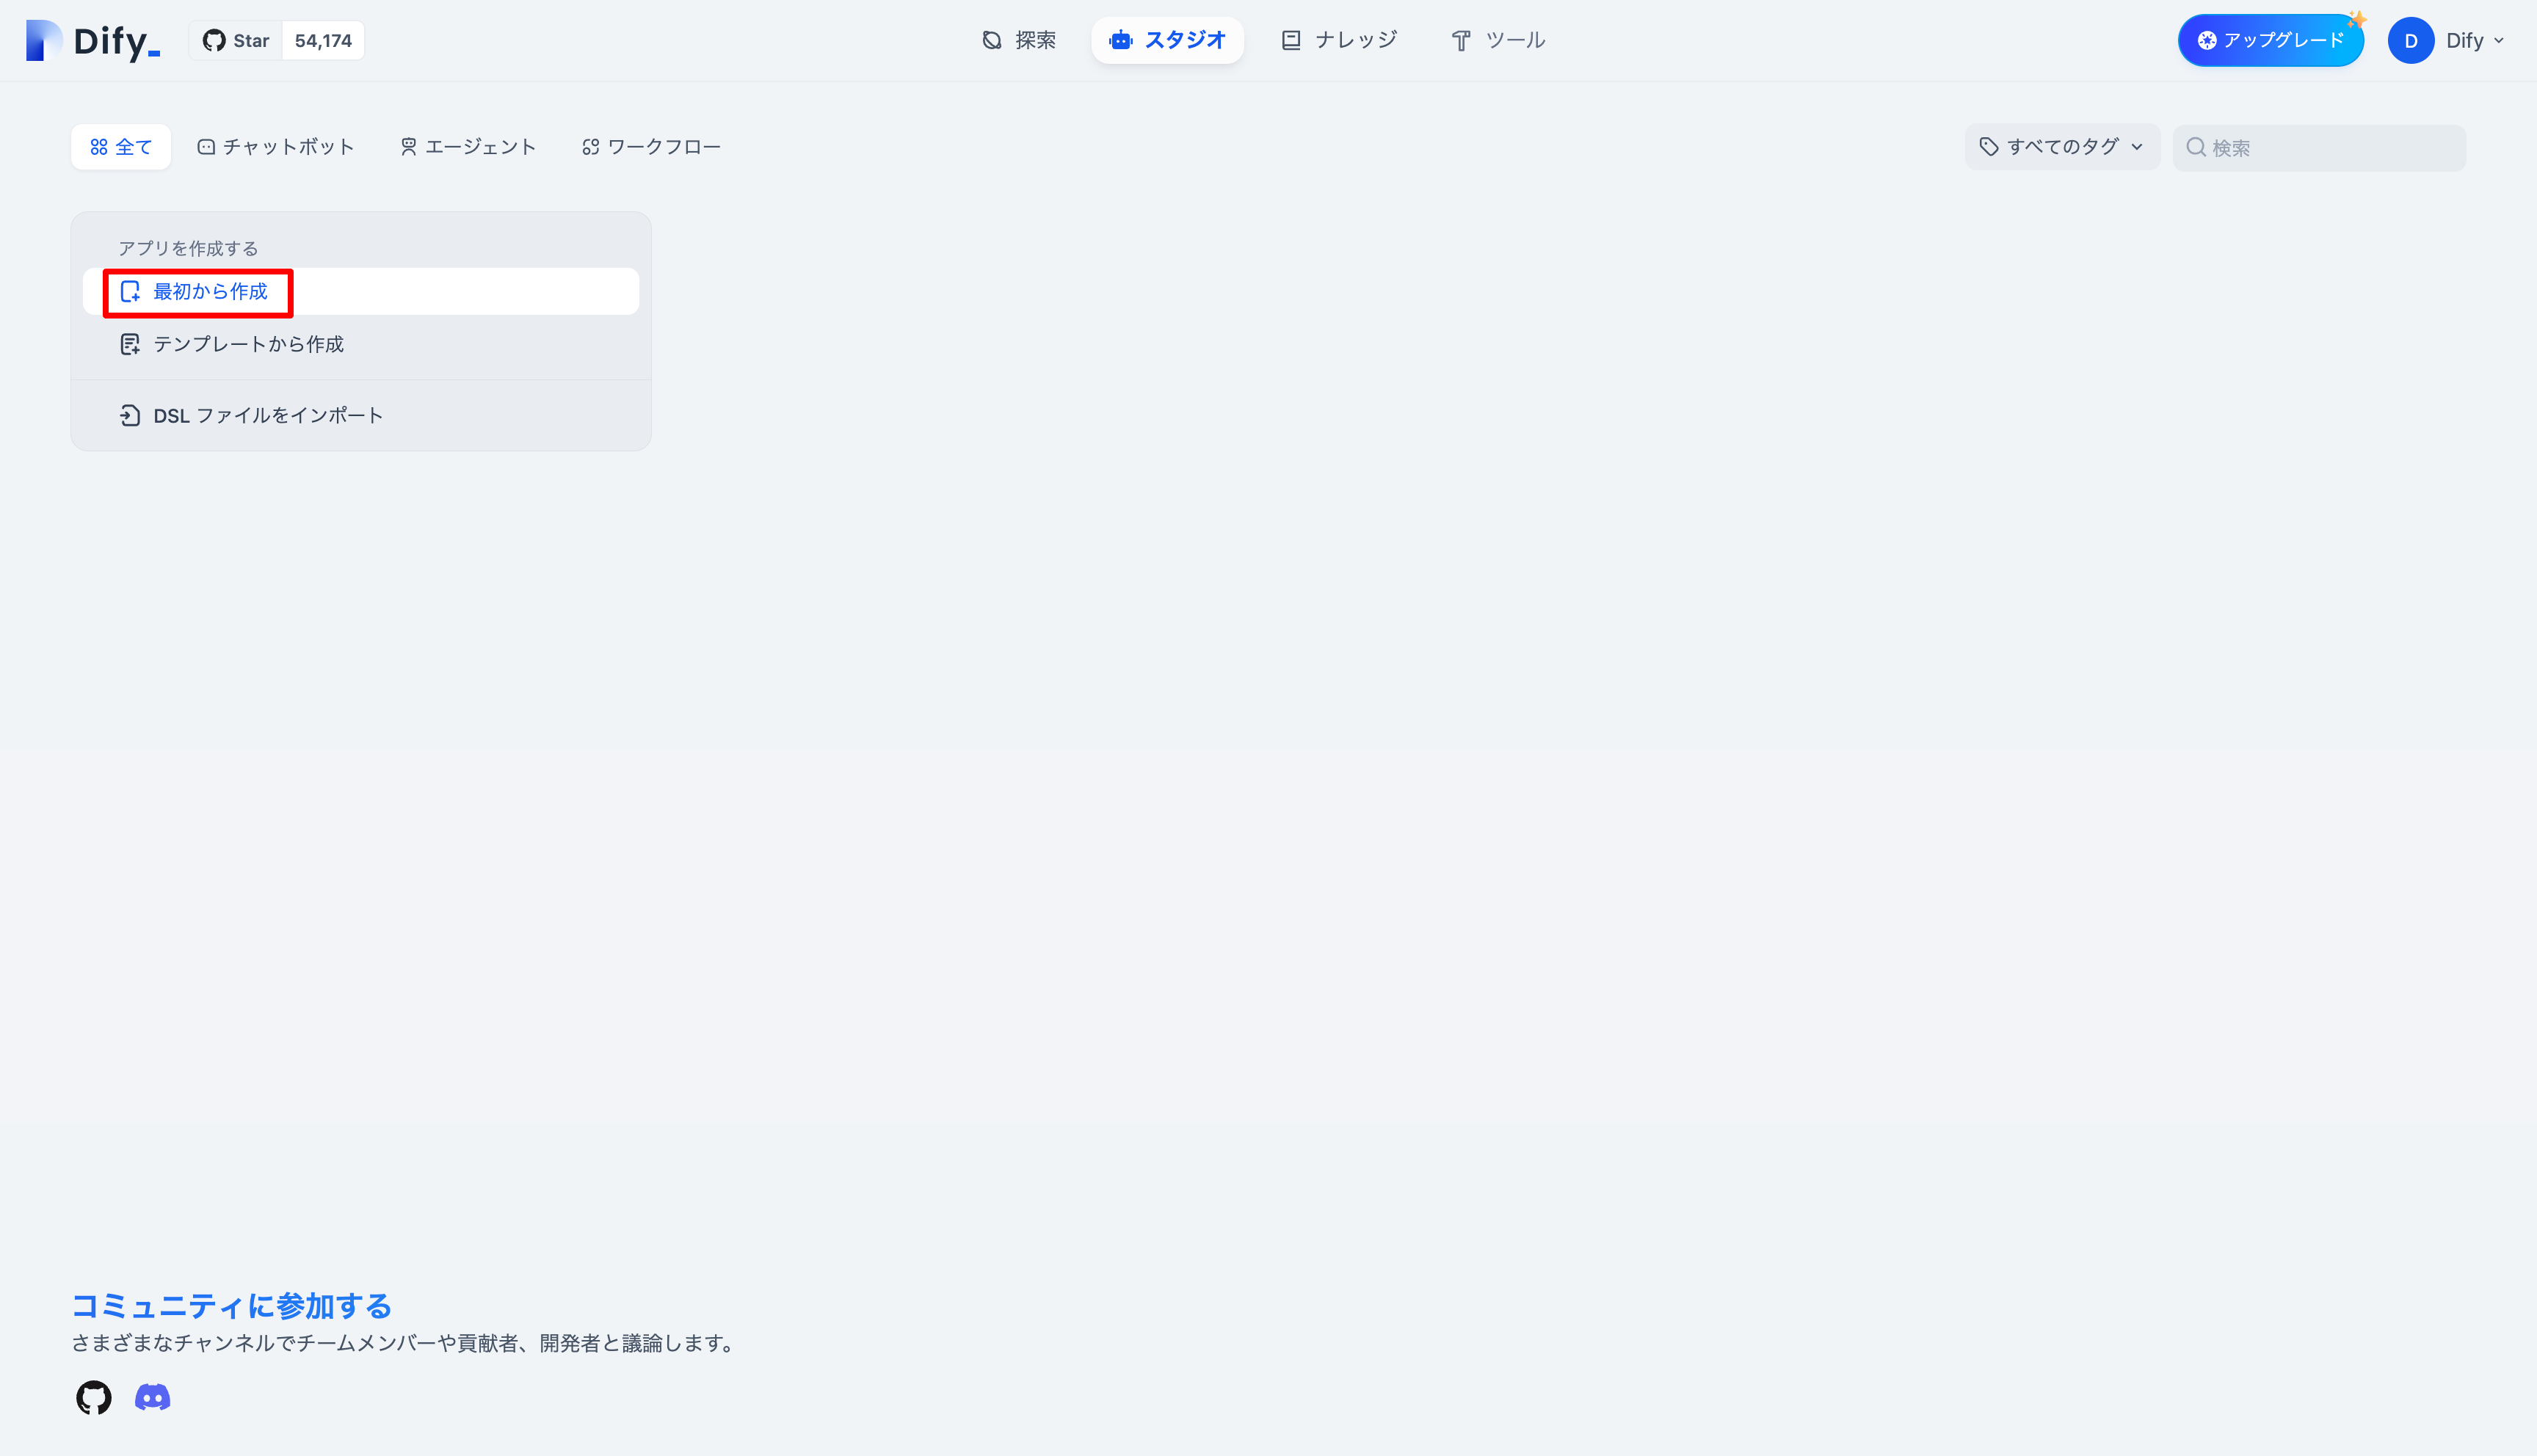 Dify_ Star 54,174 探索 スタジオ ナレッジ ツール アップグレード D Dify
全て チャットボット エージェント ワークフロー すべてのタグ 検索
アプリを作成する
最初から作成
テンプレートから作成
DSL ファイルをインポート
コミュニティに参加する
さまざまなチャンネルでチームメンバーや貢献者、開発者と議論します。